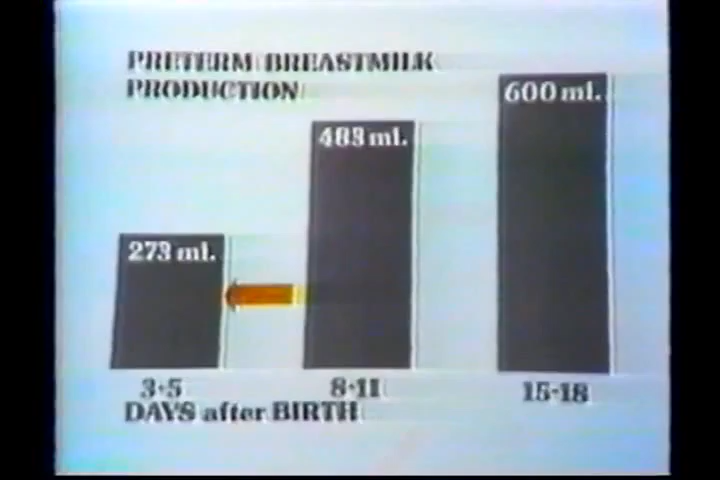 PRETERM BREASTMILK
PRODUCTION
600 ml.
483 ml.
273 ml.
3-5
8-11
15-18
DAYS after BIRTH